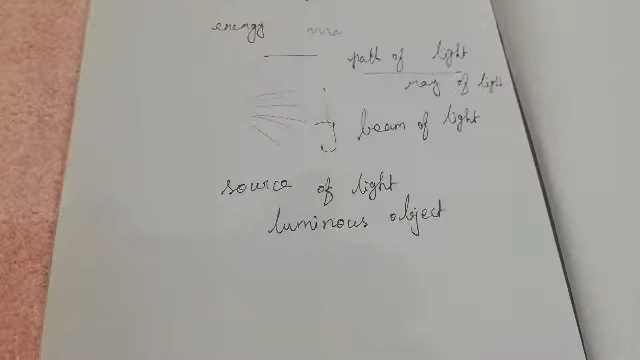 energy
path of light
ray of light
beam of light
source of light
luminous object